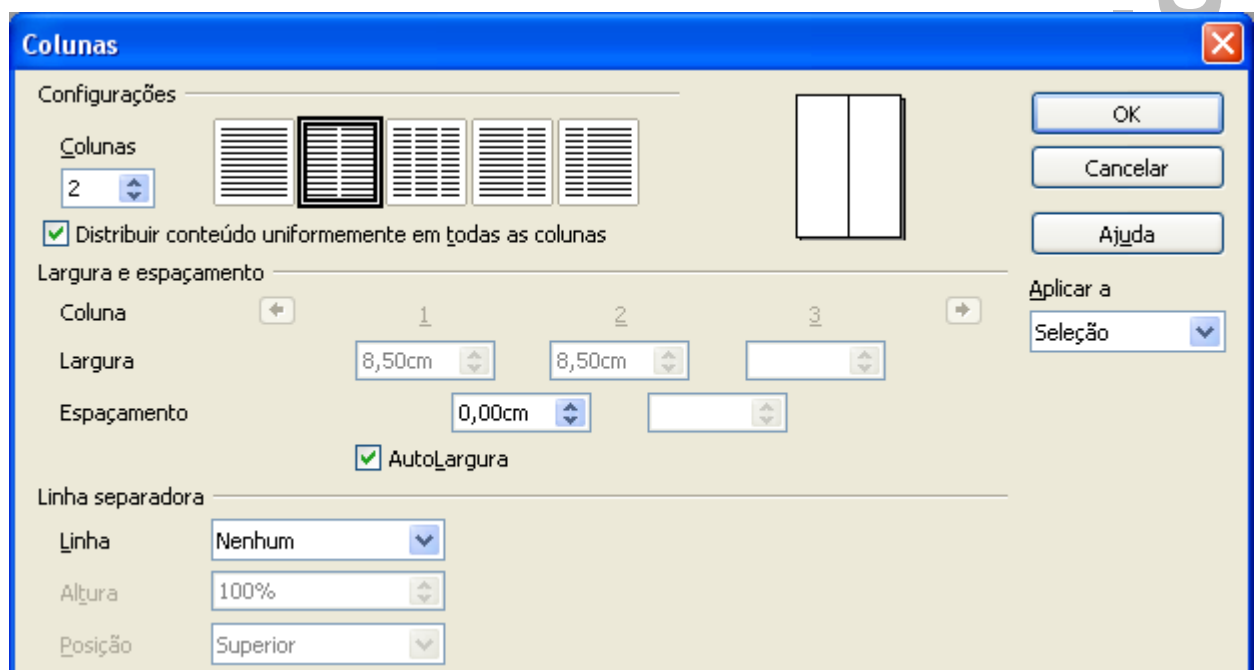 Colunas
Configurações
OK
Colunas
2
Cancelar
Distribuir conteúdo uniformemente em todas as colunas
Ajuda
Largura e espaçamento
Aplicar a
Coluna 1 2 3
Seleção
Largura 8,50cm 8,50cm
Espaçamento 0,00cm
AutoLargura
Linha separadora
Linha Nenhum
Altura 100%
Posição Superior